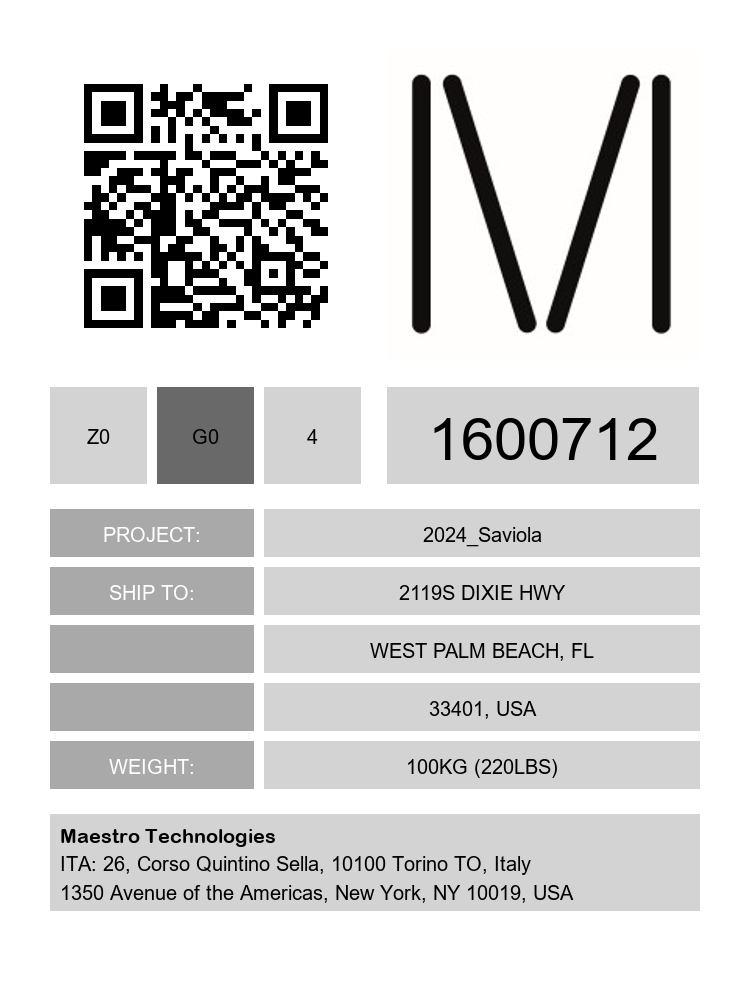 M
Z0 G0 4 1600712
PROJECT: 2024_Saviola
SHIP TO: 2119S DIXIE HWY
WEST PALM BEACH, FL
33401, USA
WEIGHT: 100KG (220LBS)
Maestro Technologies
ITA: 26, Corso Quintino Sella, 10100 Torino TO, Italy
1350 Avenue of the Americas, New York, NY 10019, USA